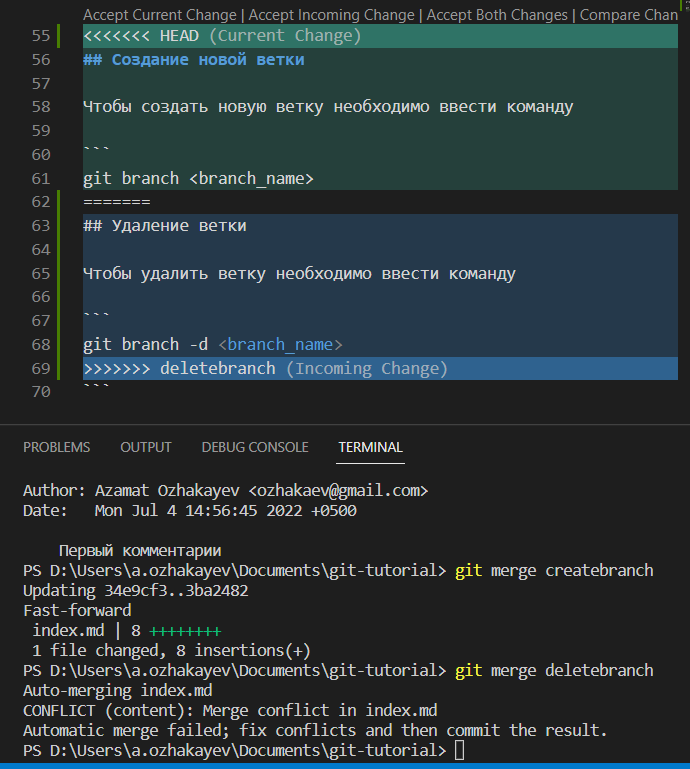 Accept Current Change | Accept Incoming Change | Accept Both Changes | Compare Chan
55 <<<<<<< HEAD (Current Change)
56 ## Создание новой ветки
57
58 Чтобы создать новую ветку необходимо ввести команду
59
60 ```
61 git branch <branch_name>
62 =======
63 ## Удаление ветки
64
65 Чтобы удалить ветку необходимо ввести команду
66
67 ```
68 git branch -d <branch_name>
69 >>>>>>> deletebranch (Incoming Change)
70 ```
PROBLEMS OUTPUT DEBUG CONSOLE TERMINAL
Author: Azamat Ozhakayev <ozhakaev@gmail.com>
Date:   Mon Jul 4 14:56:45 2022 +0500
Первый комментарии
PS D:\Users\a.ozhakayev\Documents\git-tutorial> git merge createbranch
Updating 34e9cf3..3ba2482
Fast-forward
 index.md | 8 ++++++++
 1 file changed, 8 insertions(+)
PS D:\Users\a.ozhakayev\Documents\git-tutorial> git merge deletebranch
Auto-merging index.md
CONFLICT (content): Merge conflict in index.md
Automatic merge failed; fix conflicts and then commit the result.
PS D:\Users\a.ozhakayev\Documents\git-tutorial>